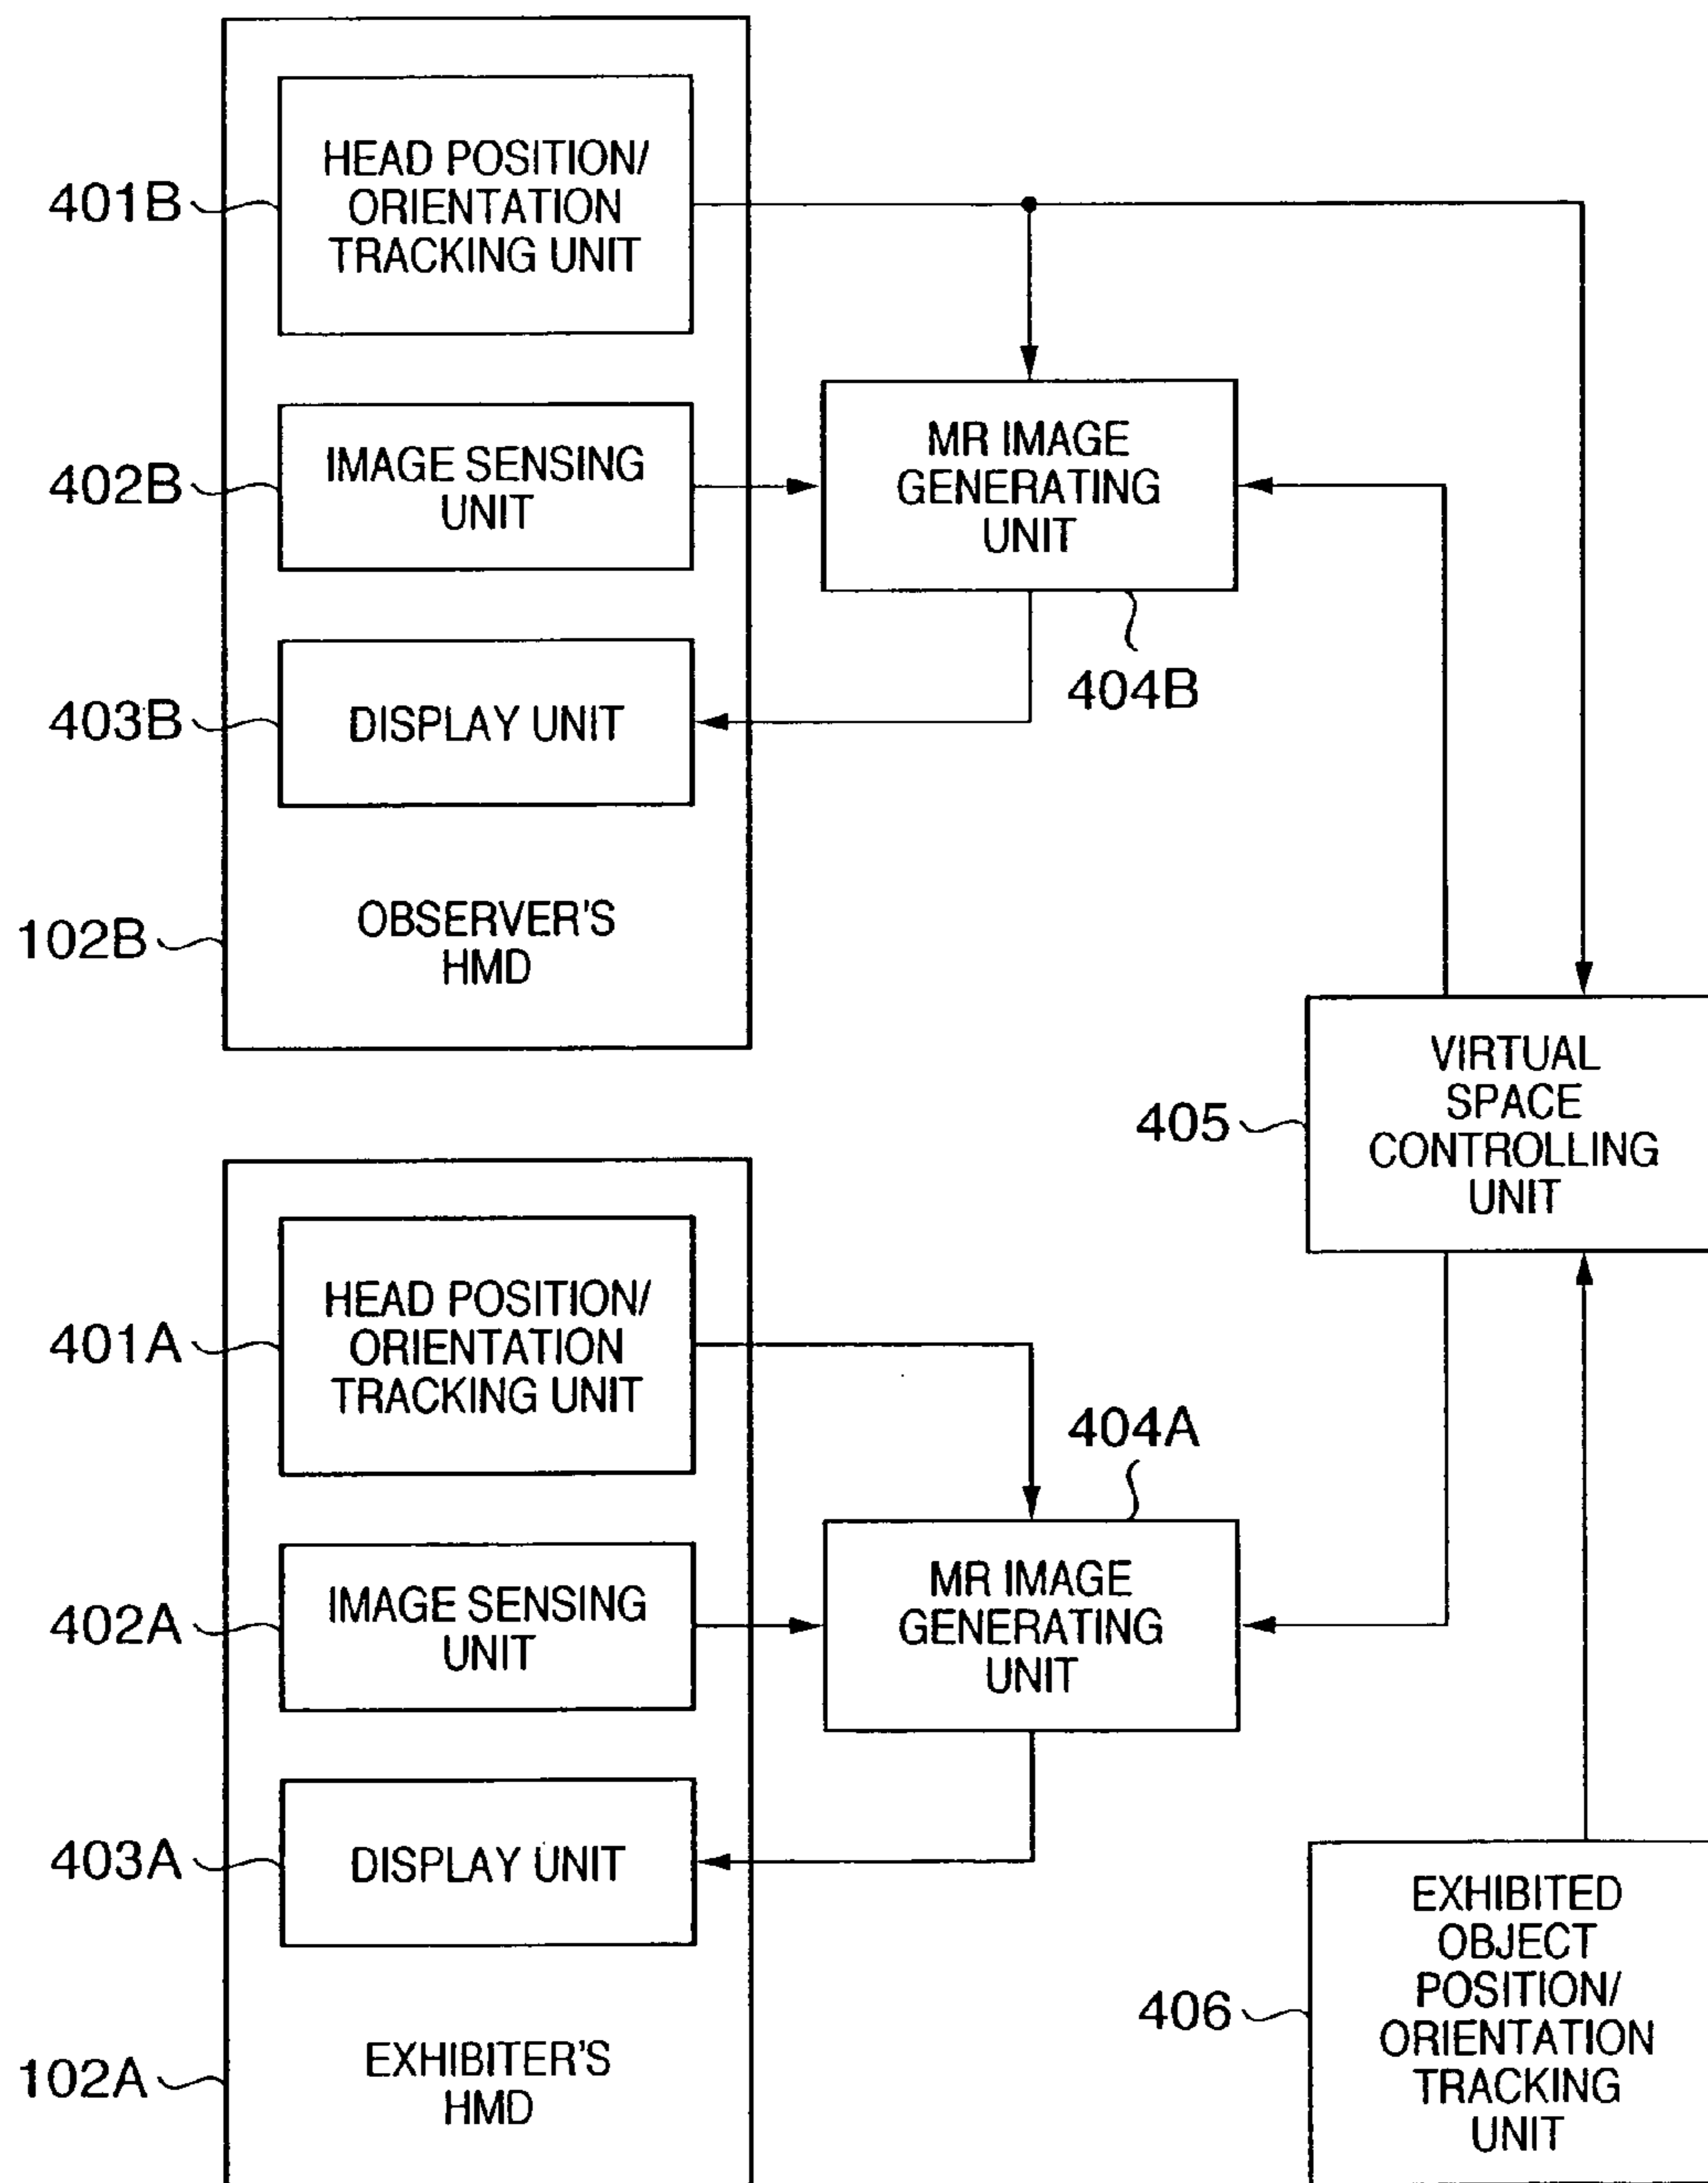 HEAD POSITION/
ORIENTATION
TRACKING UNIT
401B
IMAGE SENSING
UNIT
402B
MR IMAGE
GENERATING
UNIT
404B
DISPLAY UNIT
403B
OBSERVER'S
HMD
102B
VIRTUAL
SPACE
CONTROLLING
UNIT
405
HEAD POSITION/
ORIENTATION
TRACKING UNIT
401A
404A
IMAGE SENSING
UNIT
402A
MR IMAGE
GENERATING
UNIT
DISPLAY UNIT
403A
EXHIBITER'S
HMD
102A
EXHIBITED
OBJECT
POSITION/
ORIENTATION
TRACKING
UNIT
406